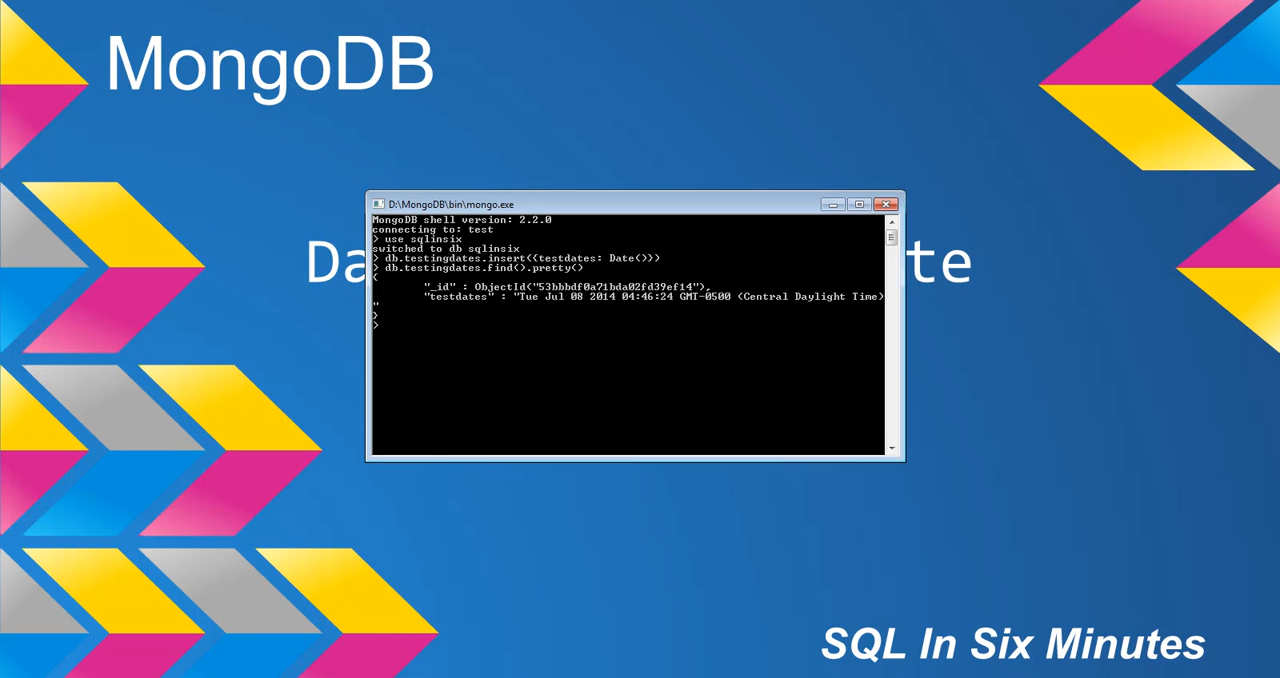 MongoDB
D:\MongoDB\bin\mongo.exe
MongoDB shell version: 2.2.0
connecting to: test
> use sqlinsix
switched to db sqlinsix
> db.testingdates.insert({testdates: Date()})
> db.testingdates.find().pretty()
{
"_id" : ObjectId("53bbbdf0a71bda02fd39ef14"),
"testdates" : "Tue Jul 08 2014 04:46:24 GMT-0500 (Central Daylight Time)
"
}
>
Da
te
SQL In Six Minutes